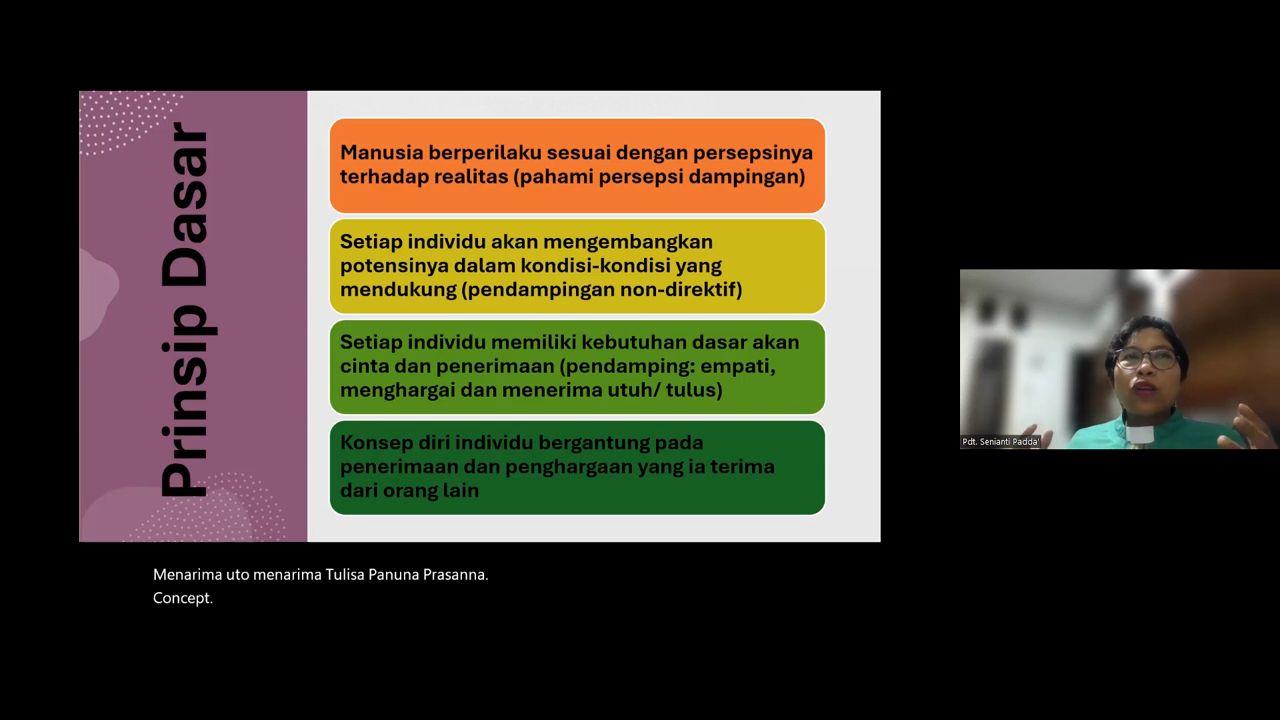 Prinsip Dasar
Manusia berperilaku sesuai dengan persepsinya
terhadap realitas (pahami persepsi dampingan)
Setiap individu akan mengembangkan
potensinya dalam kondisi-kondisi yang
mendukung (pendampingan non-direktif)
Setiap individu memiliki kebutuhan dasar akan
cinta dan penerimaan (pendamping: empati,
menghargai dan menerima utuh/ tulus)
Konsep diri individu bergantung pada
penerimaan dan penghargaan yang ia terima
dari orang lain
Pdt. Senianti Padda'
Menarima uto menarima Tulisa Panuna Prasanna.
Concept.